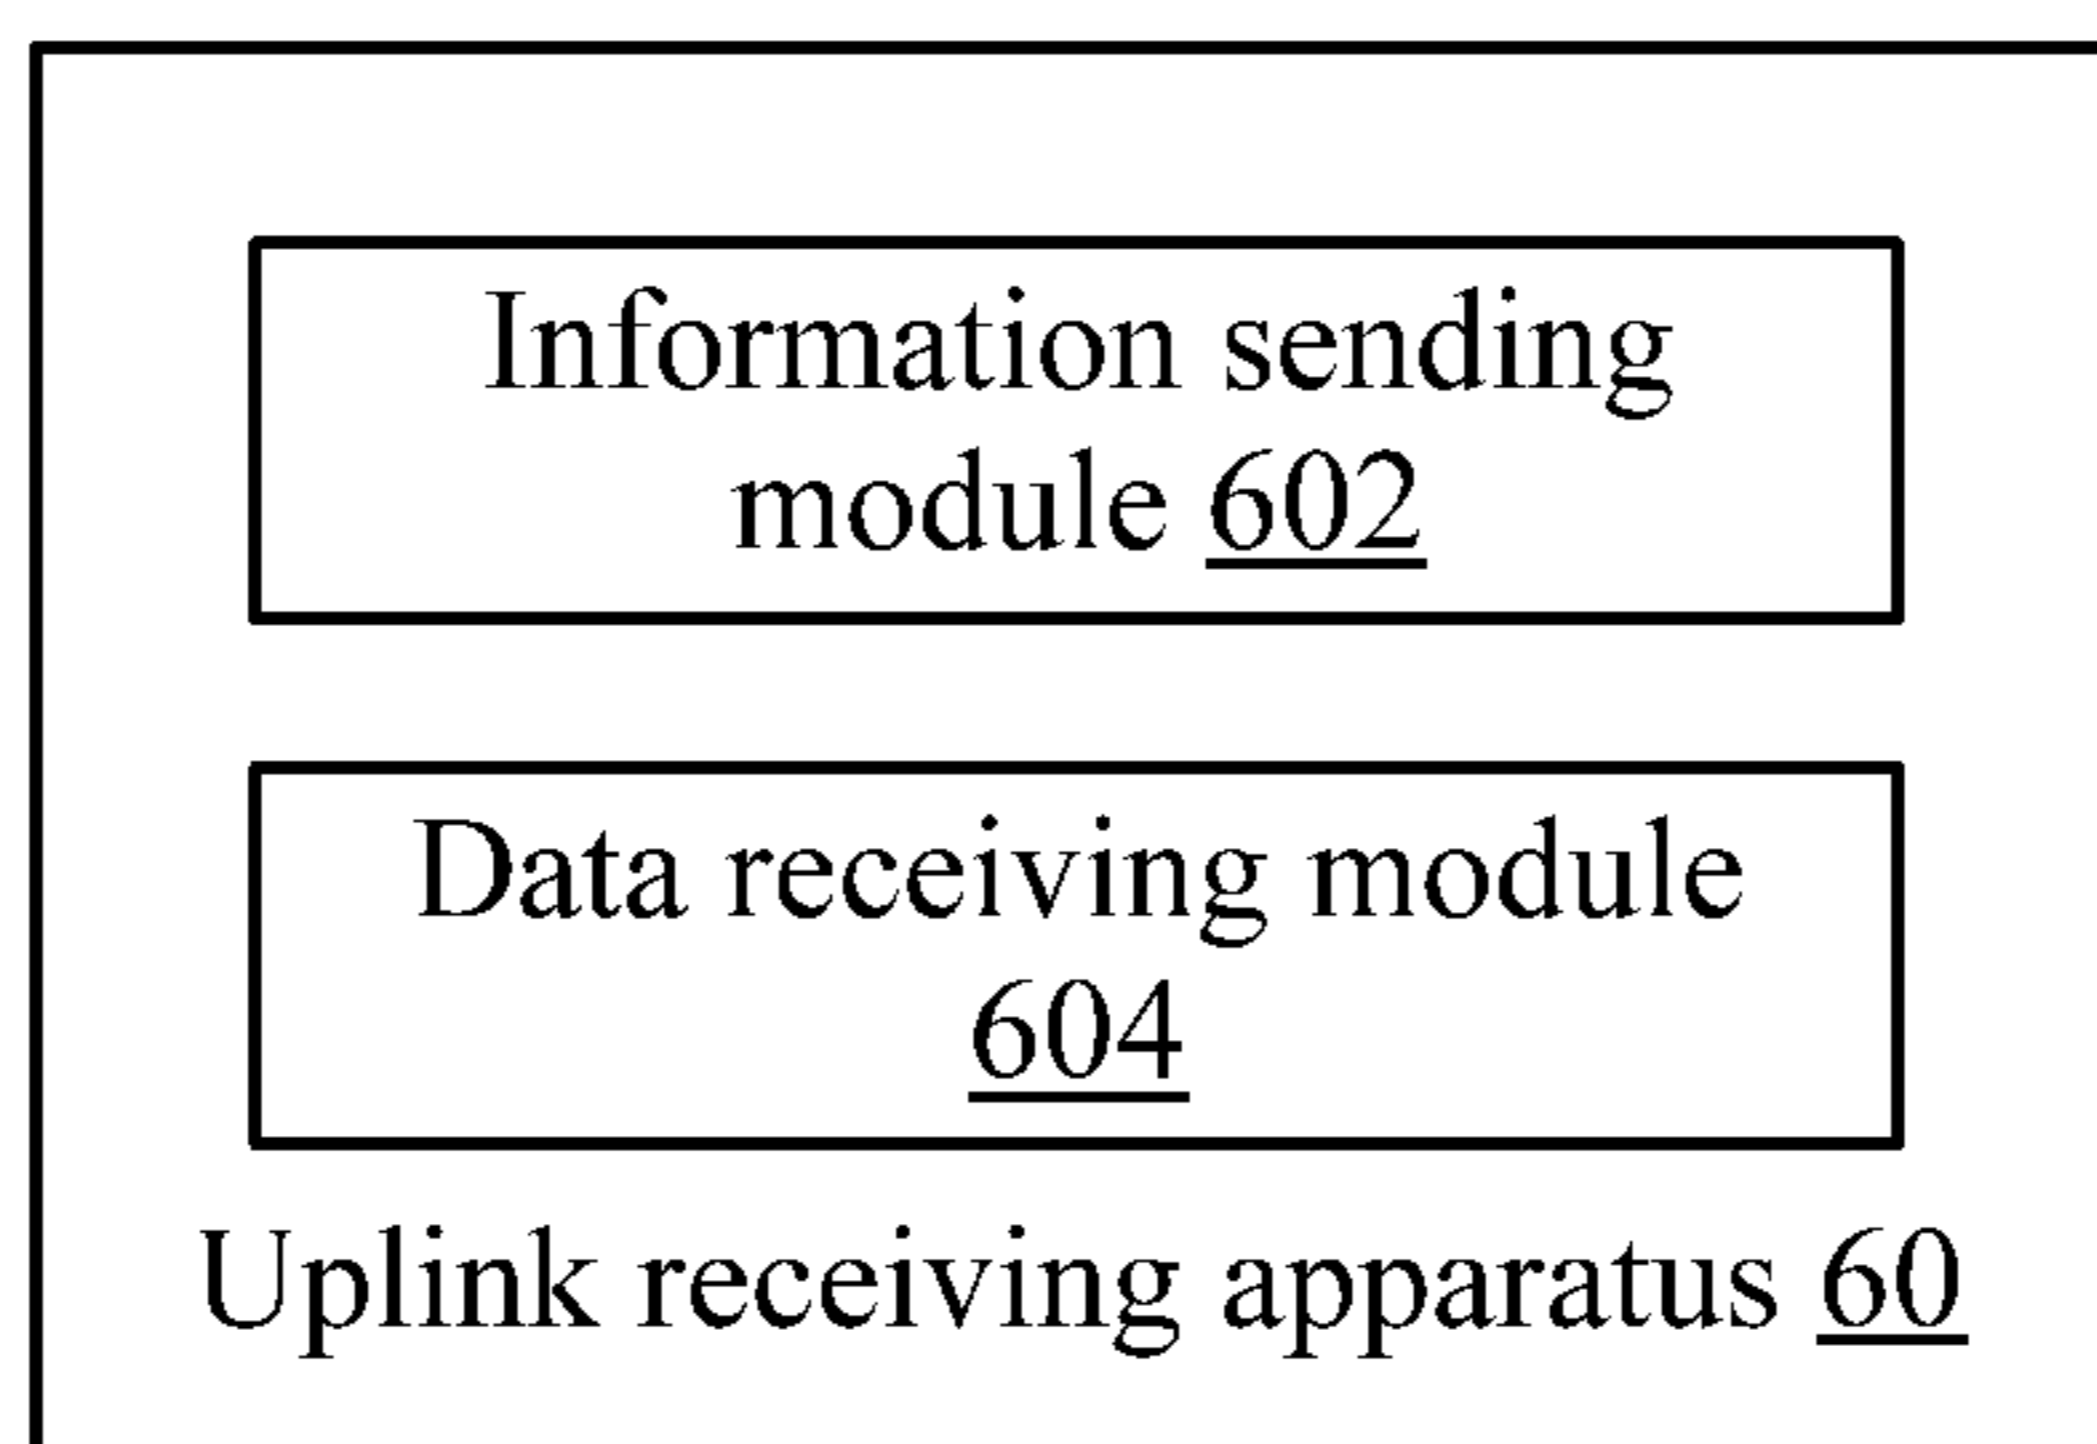 Information sending
module 602
Data receiving module
604
Uplink receiving apparatus 60